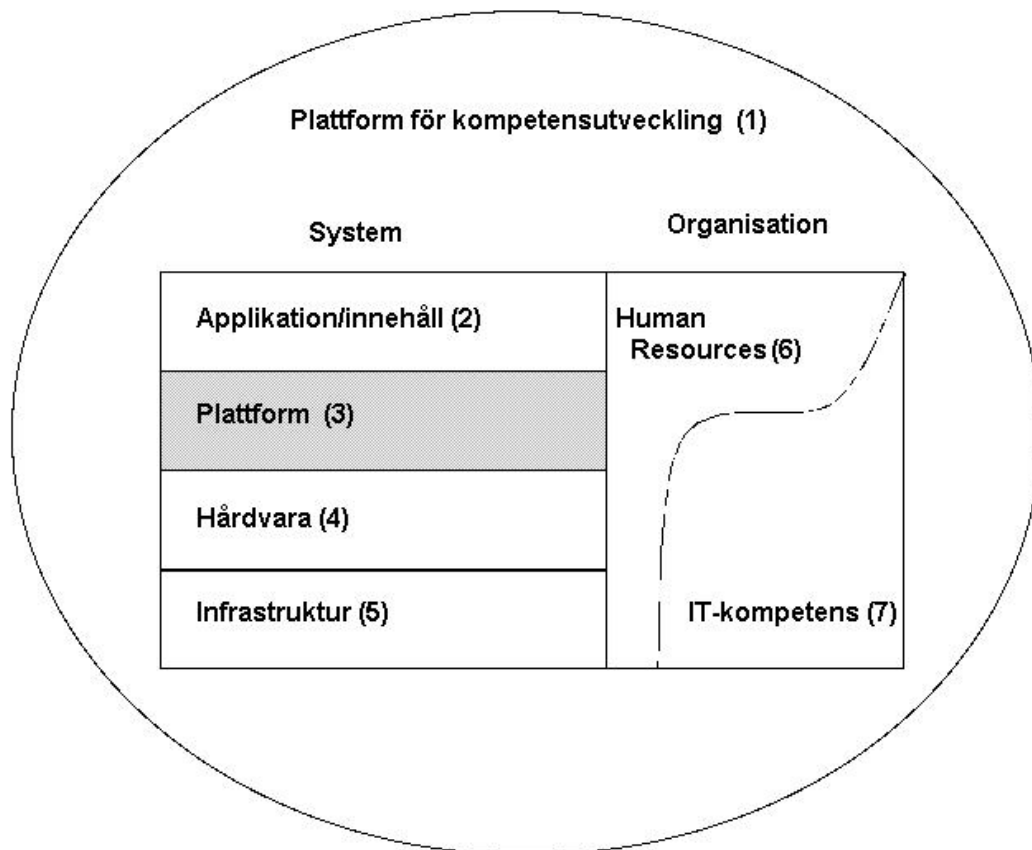 Plattform för kompetensutveckling (1)
System
Organisation
Applikation/innehåll (2)
Plattform (3)
Hårdvara (4)
Infrastruktur (5)
Human
Resources (6)
IT-kompetens (7)